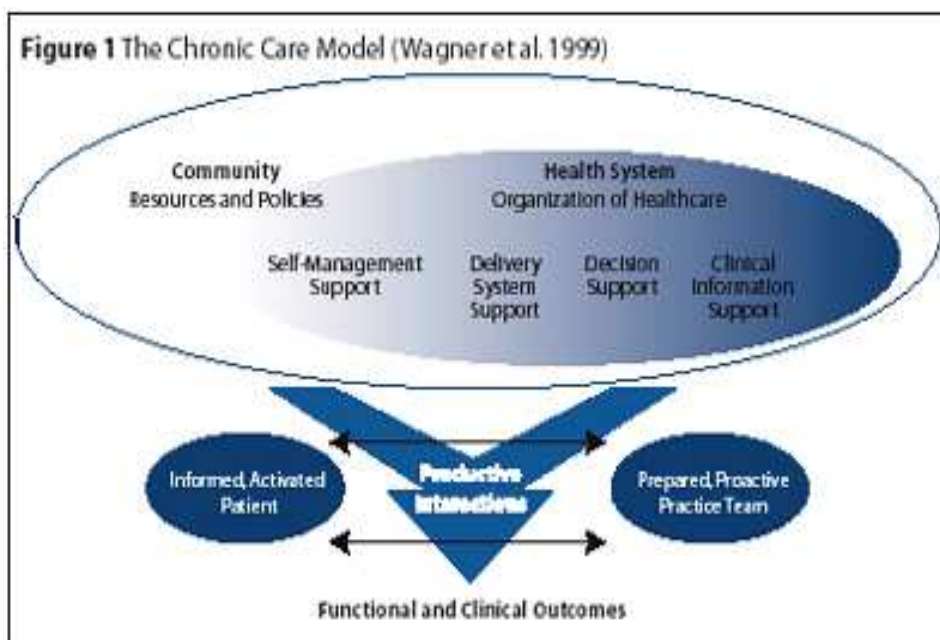 Figure 1 The Chronic Care Model (Wagner et al. 1999)
Community
Resources and Policies
Health System
Organization of Healthcare
Self-Management
Support
Delivery
System
Support
Decision
Support
Clinical
Information
Support
Informed, Activated
Patient
Productive
Interactions
Prepared, Proactive
Practice Team
Functional and Clinical Outcomes